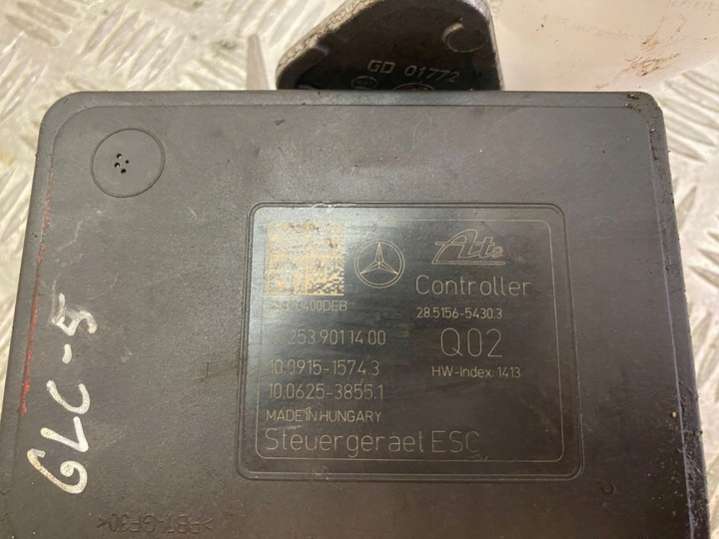 GD 01772
Ate
Controller
28.5156-5430.3
253 901 14 00
Q02
10.0915-1574.3
HW-Index: 1413
10.0625-3855.1
MADE IN HUNGARY
Steuergeraet ESC
GLC-5